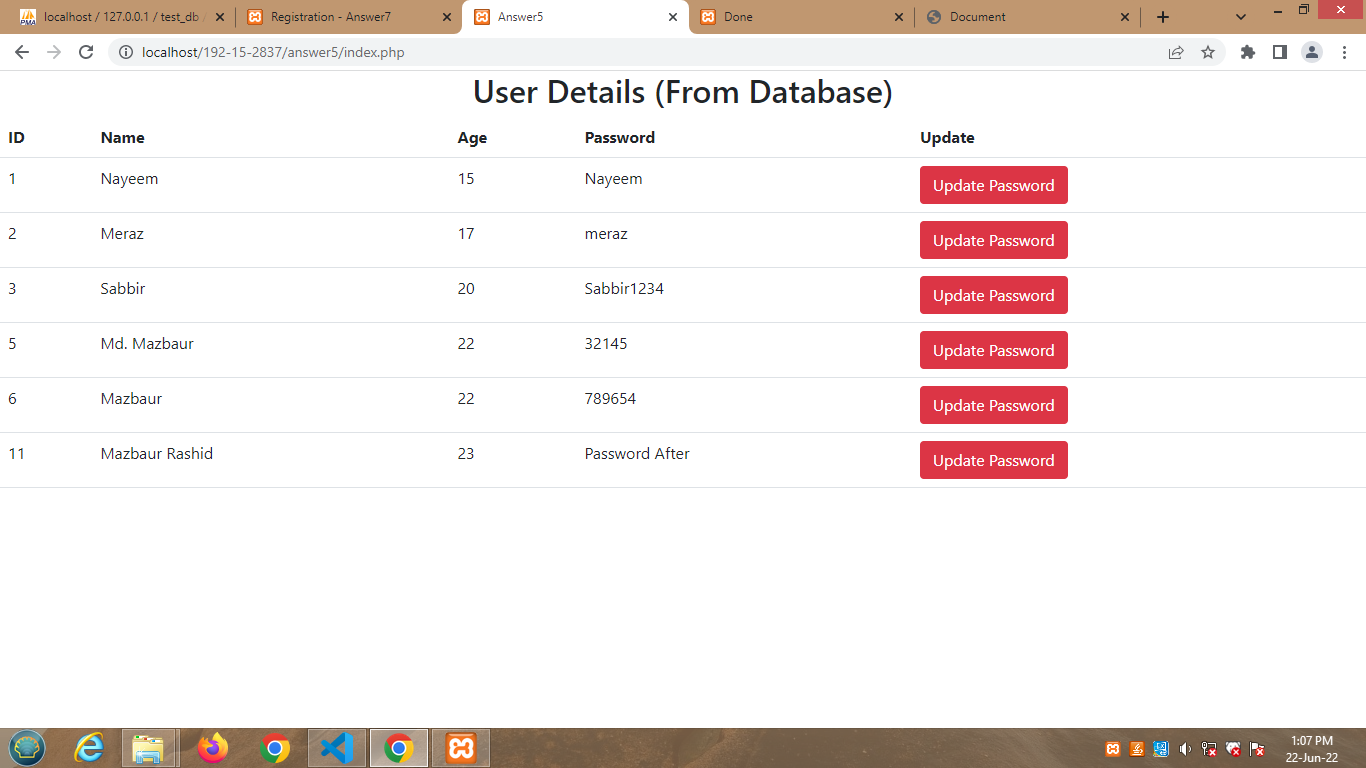 localhost / 127.0.0.1 / test_db
Registration - Answer7
Answer5
Done
Document
localhost/192-15-2837/answer5/index.php
User Details (From Database)
ID Name Age Password Update
1 Nayeem 15 Nayeem Update Password
2 Meraz 17 meraz Update Password
3 Sabbir 20 Sabbir1234 Update Password
5 Md. Mazbaur 22 32145 Update Password
6 Mazbaur 22 789654 Update Password
11 Mazbaur Rashid 23 Password After Update Password
1:07 PM
22-Jun-22